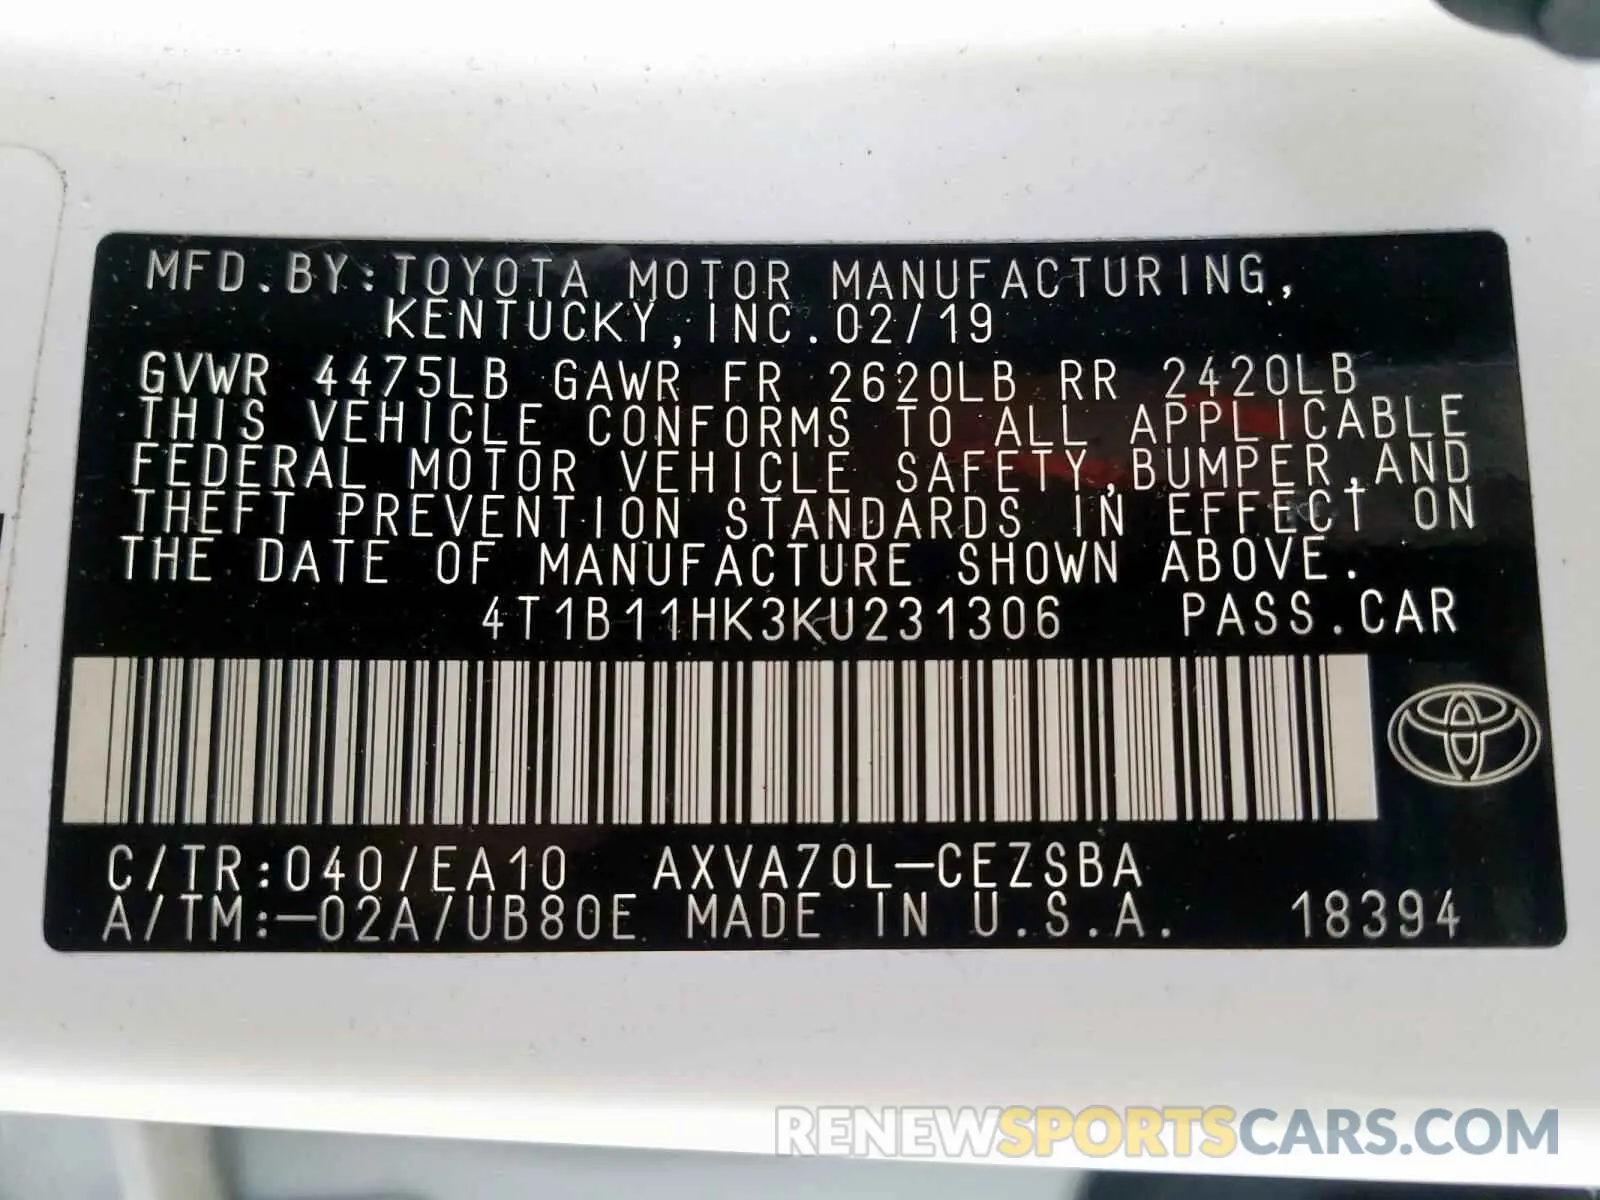 MFD.BY:TOYOTA MOTOR MANUFACTURING,
KENTUCKY,INC.02/19
GVWR 4475LB GAWR FR 2620LB RR 2420LB
THIS VEHICLE CONFORMS TO ALL APPLICABLE
FEDERAL MOTOR VEHICLE SAFETY,BUMPER,AND
THEFT PREVENTION STANDARDS IN EFFECT ON
THE DATE OF MANUFACTURE SHOWN ABOVE.
4T1B11HK3KU231306 PASS.CAR
C/TR:040/EA10 AXVA70L-CEZSBA
A/TM:-02A/UB80E MADE IN U.S.A. 18394
RENEWSPORTSCARS.COM